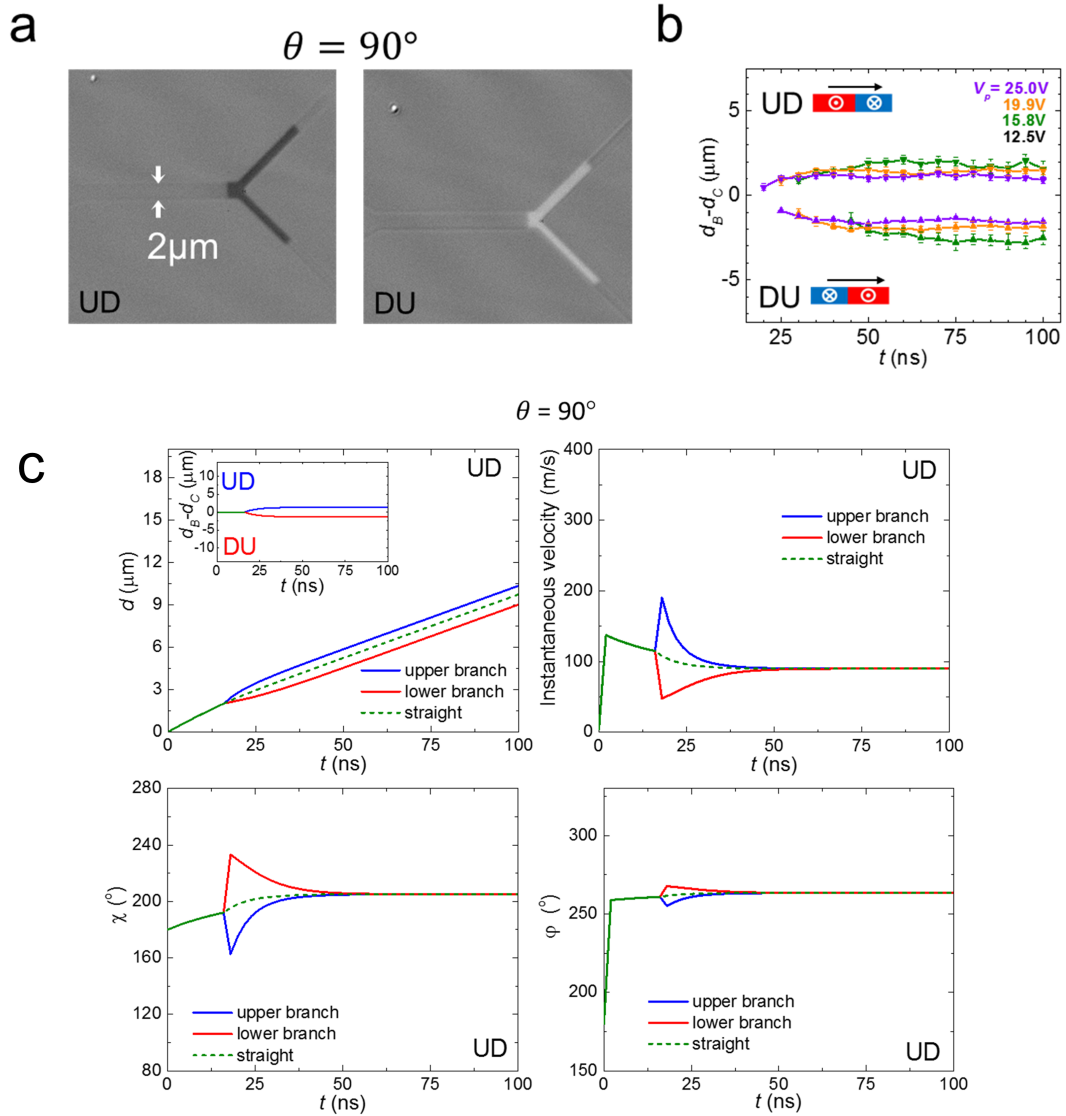 a
θ = 90°
2μm
UD
DU
b
UD
V_p = 25.0V
19.9V
15.8V
12.5V
5
0
-5
d_B-d_C (μm)
DU
25
50
75
100
t (ns)
θ = 90°
c
UD
18
15
12
9
6
3
0
d (μm)
10
5
0
-5
-10
d_B-d_C (μm)
UD
DU
0
25
50
75
100
t (ns)
upper branch
lower branch
straight
0
25
50
75
100
t (ns)
UD
400
300
200
100
0
Instantaneous velocity (m/s)
upper branch
lower branch
straight
0
25
50
75
100
t (ns)
280
240
200
160
120
80
χ (°)
upper branch
lower branch
straight
UD
0
25
50
75
100
t (ns)
300
250
200
150
φ (°)
upper branch
lower branch
straight
UD
0
25
50
75
100
t (ns)